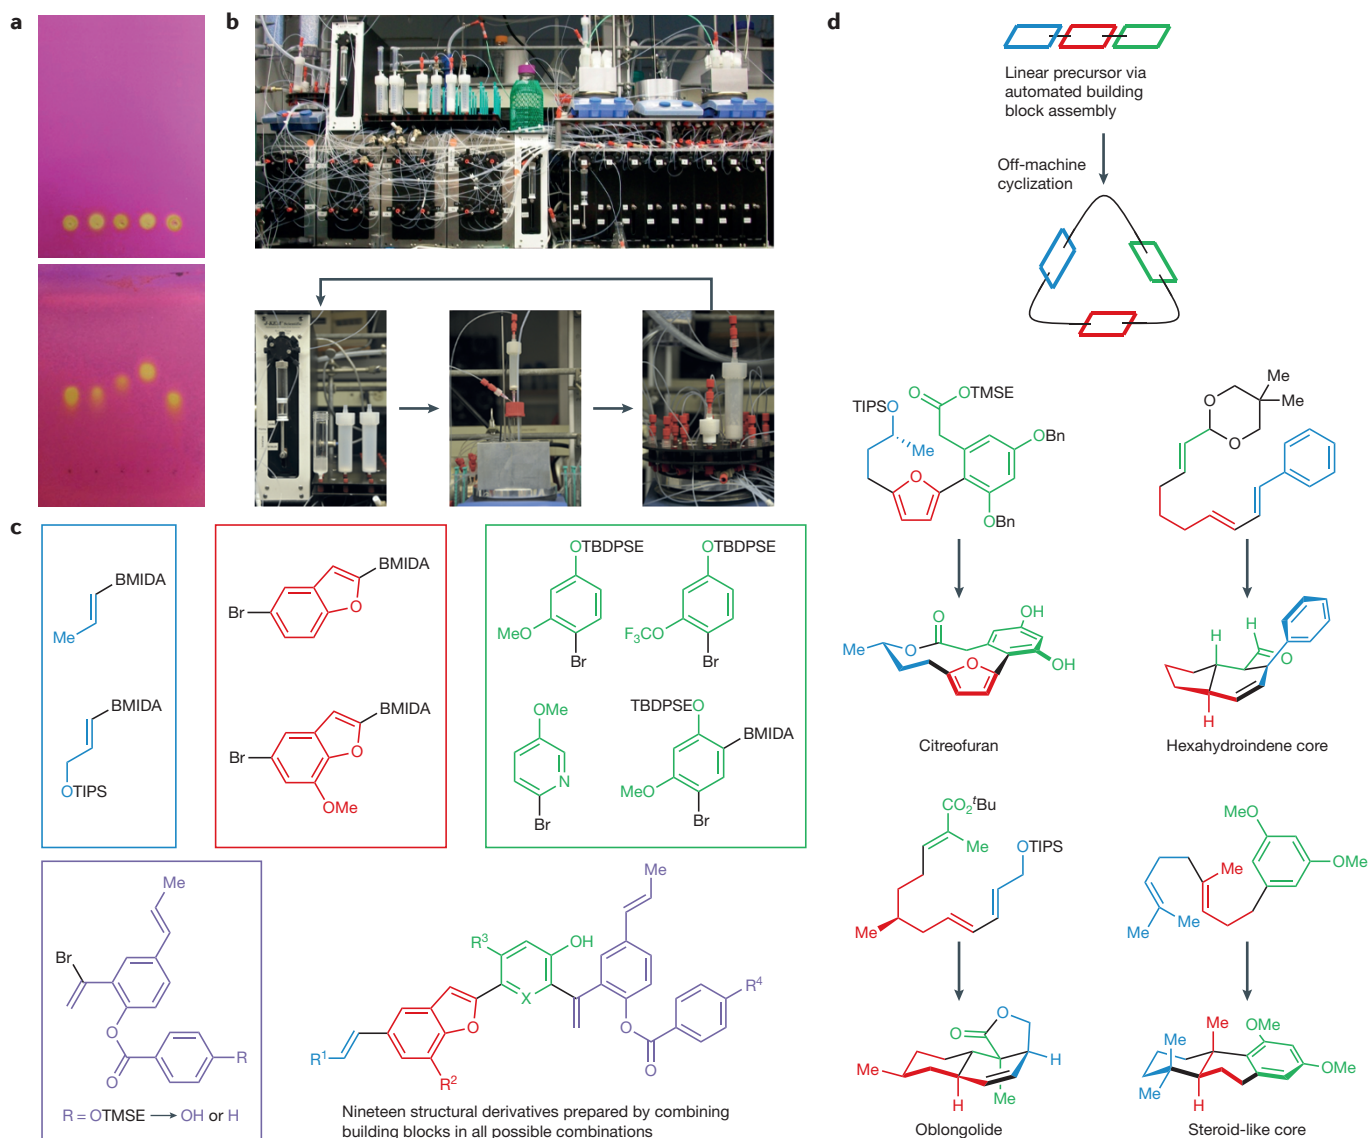 a
b
c
BMIDA
Me
BMIDA
OTIPS
BMIDA
Br
O
BMIDA
Br
O
OMe
OTBDPSE
MeO
Br
OTBDPSE
F3CO
Br
OMe
N
Br
TBDPSEO
BMIDA
MeO
Br
Me
Br
O
O
R
R = OTMSE → OH or H
Me
R3
OH
X
R4
O
O
O
R1
R2
Nineteen structural derivatives prepared by combining
building blocks in all possible combinations
d
Linear precursor via
automated building
block assembly
Off-machine
cyclization
OTMSE
O
TIPSO
Me
OBn
O
OBn
O
O
Me
Me
OH
O
Me
O
O
OH
Citreofuran
H
H
O
H
Hexahydroindene core
CO2tBu
Me
OTIPS
Me
O
O
H
Me
Me
H
Oblongolide
MeO
OMe
Me
Me
Me
Me
Me
OMe
OMe
Me
H
Steroid-like core